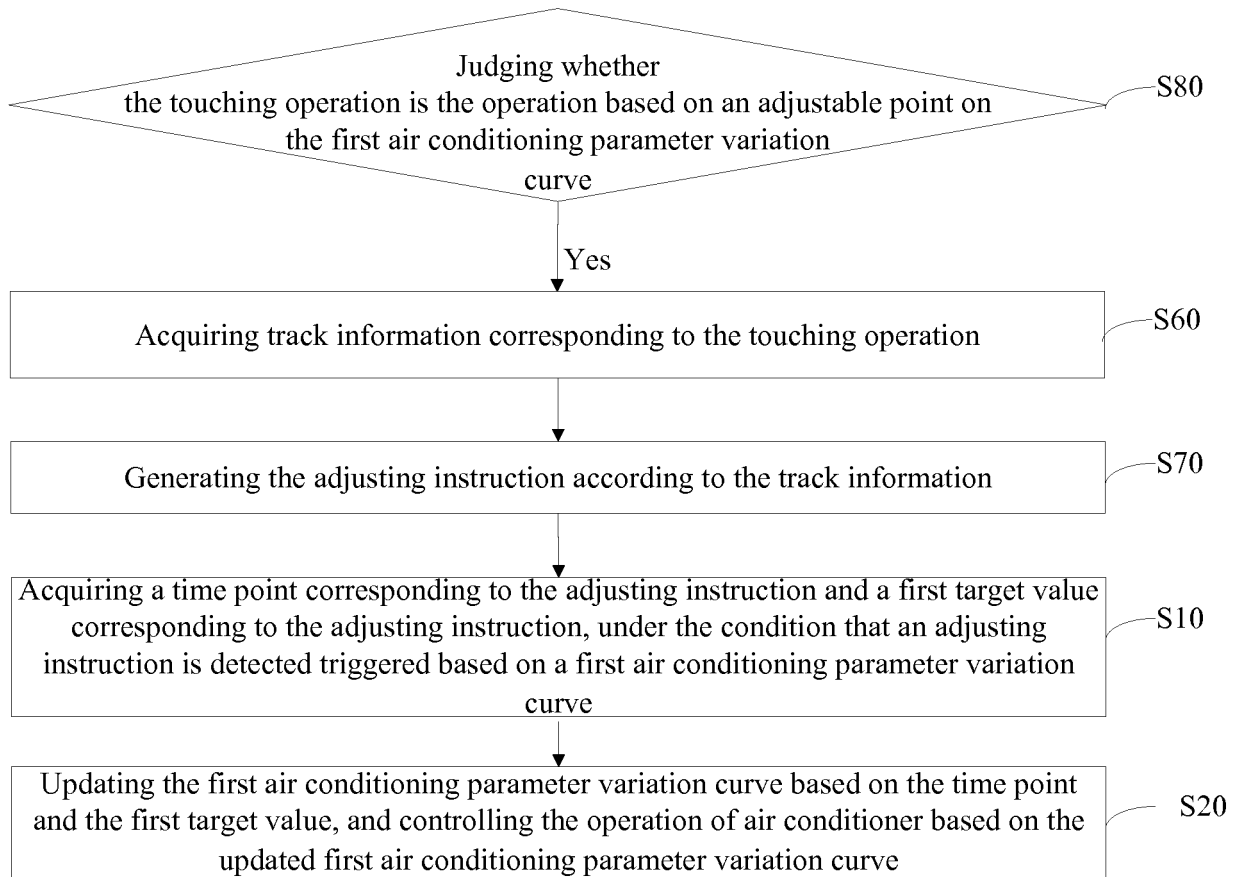 Judging whether
the touching operation is the operation based on an adjustable point on
the first air conditioning parameter variation
curve
S80
Yes
Acquiring track information corresponding to the touching operation
S60
Generating the adjusting instruction according to the track information
S70
Acquiring a time point corresponding to the adjusting instruction and a first target value
corresponding to the adjusting instruction, under the condition that an adjusting
instruction is detected triggered based on a first air conditioning parameter variation
curve
S10
Updating the first air conditioning parameter variation curve based on the time point
and the first target value, and controlling the operation of air conditioner based on the
updated first air conditioning parameter variation curve
S20